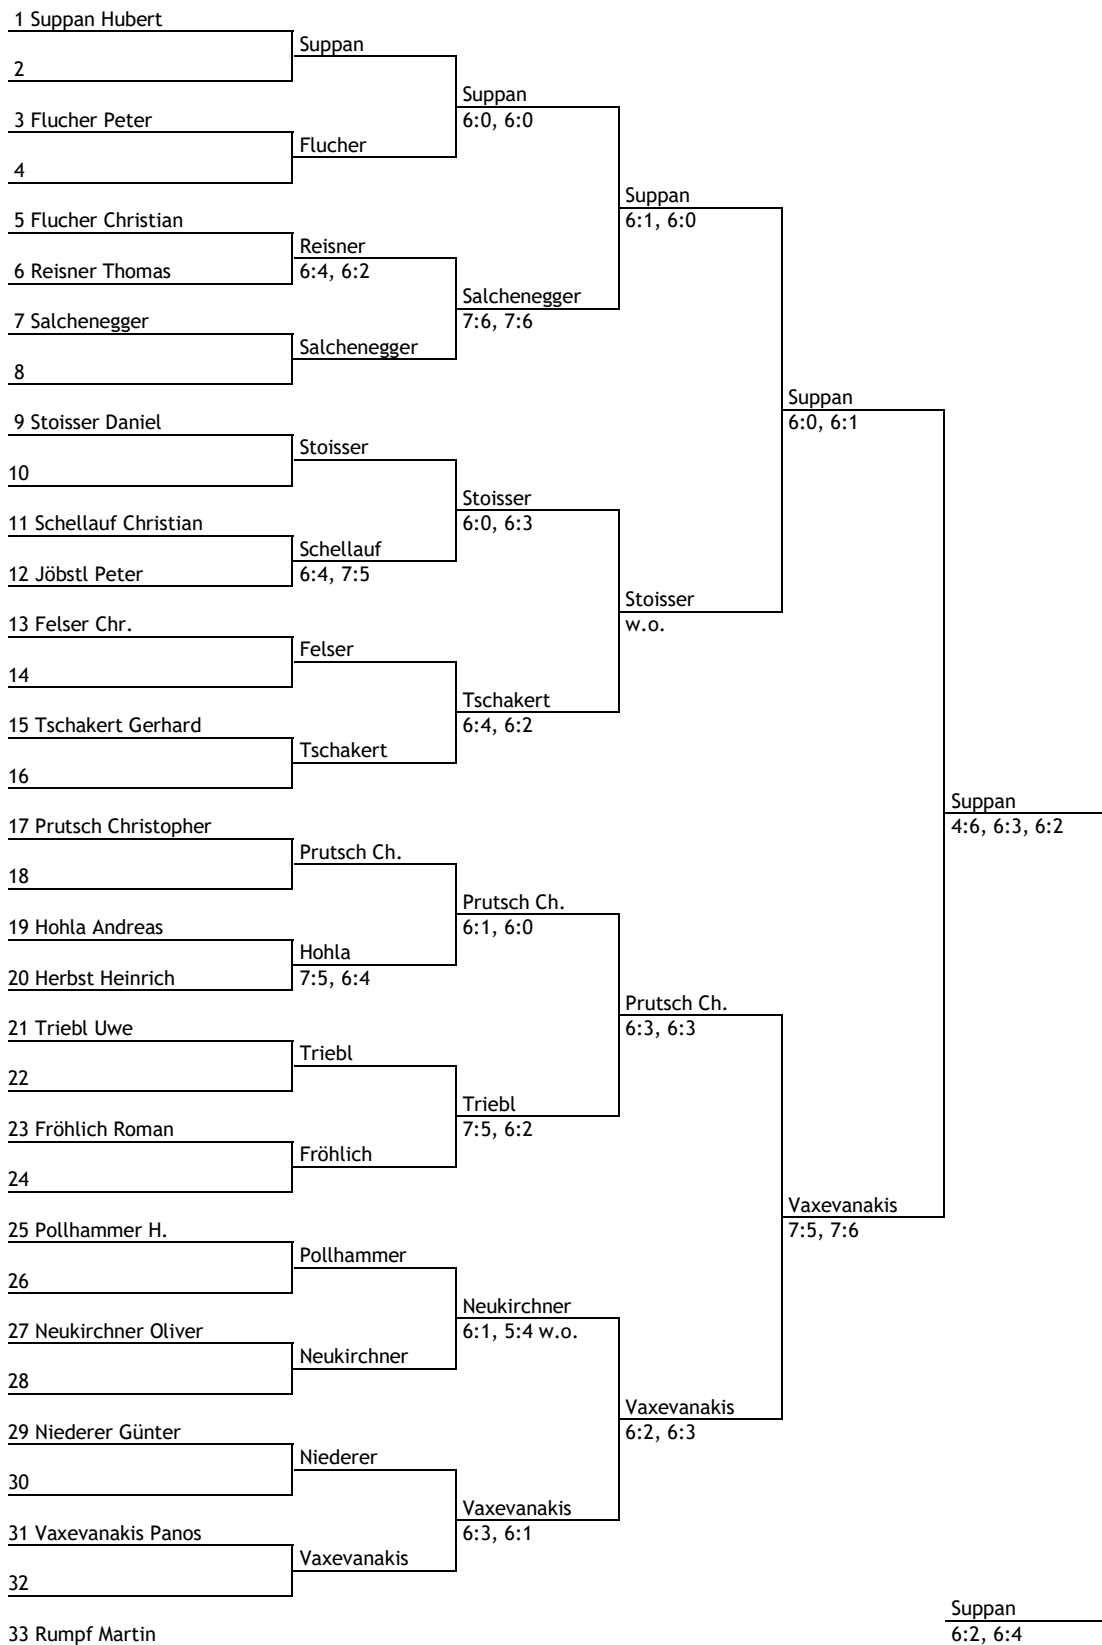 1 Suppan Hubert
Suppan
2
Suppan
3 Flucher Peter
6:0, 6:0
Flucher
4
Suppan
5 Flucher Christian
6:1, 6:0
Reisner
6 Reisner Thomas
6:4, 6:2
Salchenegger
7 Salchenegger
7:6, 7:6
Salchenegger
8
Suppan
9 Stoisser Daniel
6:0, 6:1
Stoisser
10
Stoisser
11 Schellauf Christian
6:0, 6:3
Schellauf
12 Jöbstl Peter
6:4, 7:5
Stoisser
13 Felser Chr.
w.o.
Felser
14
Tschakert
15 Tschakert Gerhard
6:4, 6:2
Tschakert
16
Suppan
17 Prutsch Christopher
4:6, 6:3, 6:2
Prutsch Ch.
18
Prutsch Ch.
19 Hohla Andreas
6:1, 6:0
Hohla
20 Herbst Heinrich
7:5, 6:4
Prutsch Ch.
21 Triebl Uwe
6:3, 6:3
Triebl
22
Triebl
23 Fröhlich Roman
7:5, 6:2
Fröhlich
24
Vaxevanakis
25 Pollhammer H.
7:5, 7:6
Pollhammer
26
Neukirchner
27 Neukirchner Oliver
6:1, 5:4 w.o.
Neukirchner
28
Vaxevanakis
29 Niederer Günter
6:2, 6:3
Niederer
30
Vaxevanakis
31 Vaxevanakis Panos
6:3, 6:1
Vaxevanakis
32
Suppan
33 Rumpf Martin
6:2, 6:4